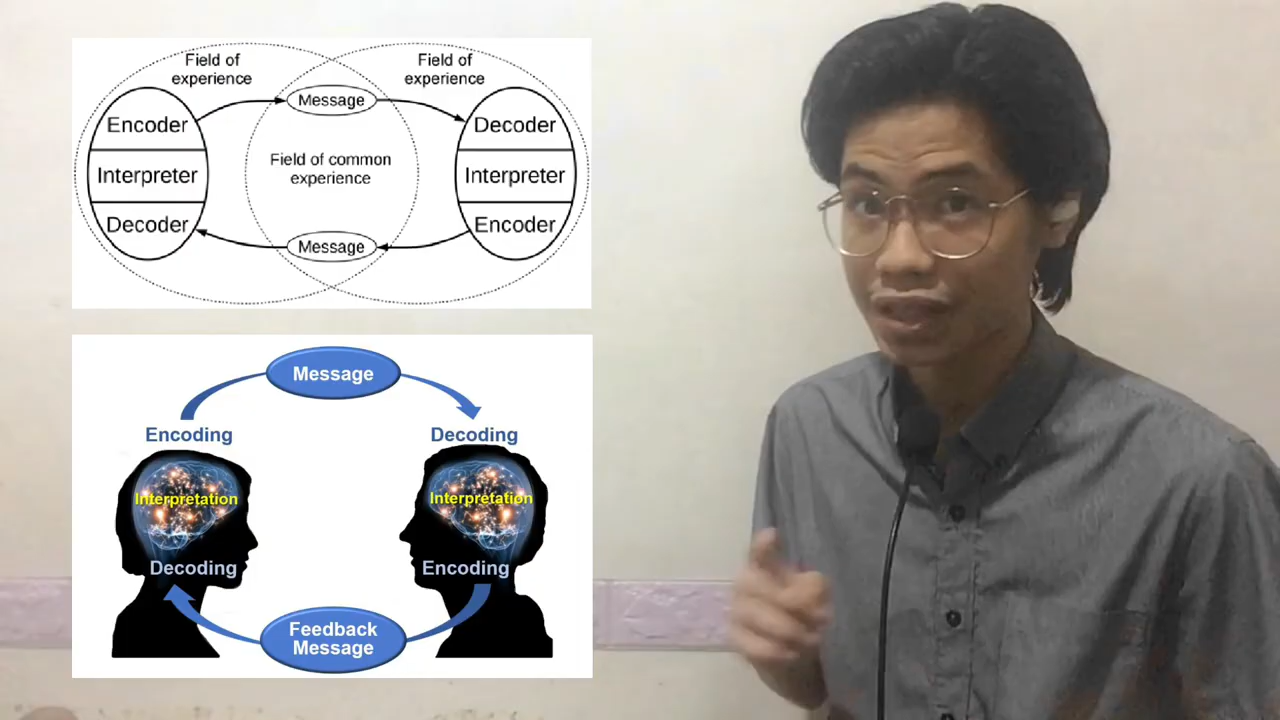 Field of
experience
Field of
experience
Message
Encoder
Interpreter
Decoder
Field of common
experience
Decoder
Interpreter
Encoder
Message
Message
Encoding
Decoding
Interpretation
Interpretation
Decoding
Encoding
Feedback
Message